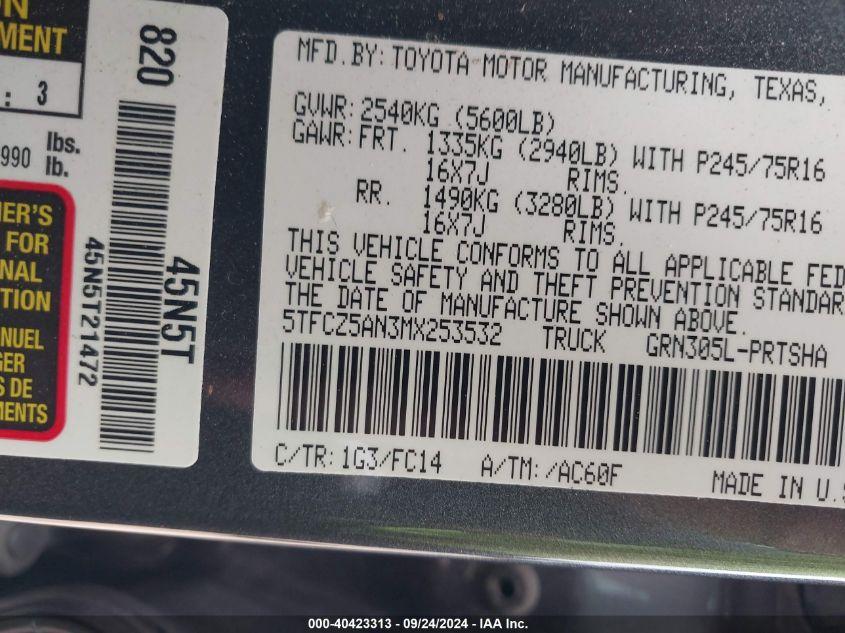 ON
EMENT
: 3
990 lbs.
lb.
NER'S
FOR
NAL
TION
NUEL
GER
S DE
MENTS
820
45N5T
45N5T21472
MFD.BY:TOYOTA MOTOR MANUFACTURING, TEXAS,
GVWR:2540KG (5600LB)
GAWR:FRT. 1335KG (2940LB) WITH P245/75R16
16X7J RIMS.
RR. 1490KG (3280LB) WITH P245/75R16
16X7J RIMS.
THIS VEHICLE CONFORMS TO ALL APPLICABLE FED
VEHICLE SAFETY AND THEFT PREVENTION STANDAR
THE DATE OF MANUFACTURE SHOWN ABOVE.
5TFCZ5AN3MX253532 TRUCK GRN305L-PRTSHA
C/TR:1G3/FC14 A/TM:/AC60F MADE IN U.S
000-40423313 - 09/24/2024 - IAA Inc.